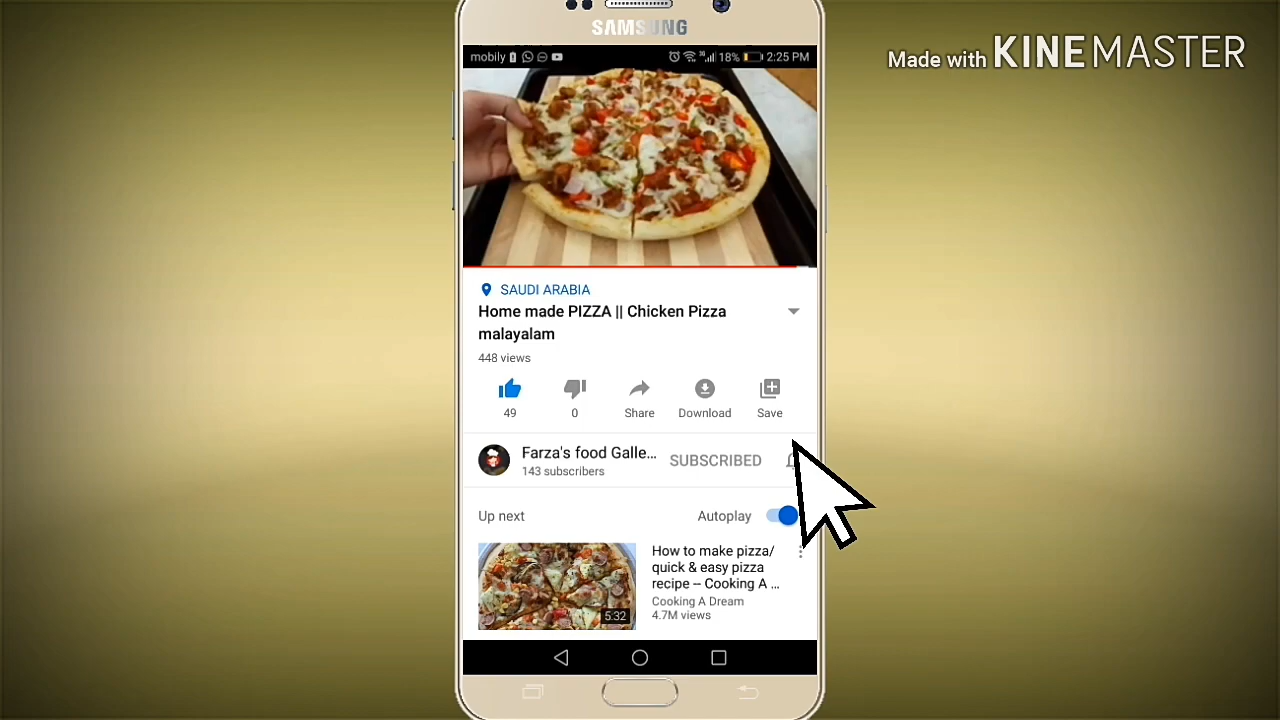 SAMSUNG
Made with KINEMASTER
mobily 18% 2:25 PM
SAUDI ARABIA
Home made PIZZA || Chicken Pizza
malayalam
448 views
49 0 Share Download Save
Farza's food Galle... SUBSCRIBED
143 subscribers
Up next Autoplay
How to make pizza/
quick & easy pizza
recipe -- Cooking A ...
Cooking A Dream
4.7M views
5:32